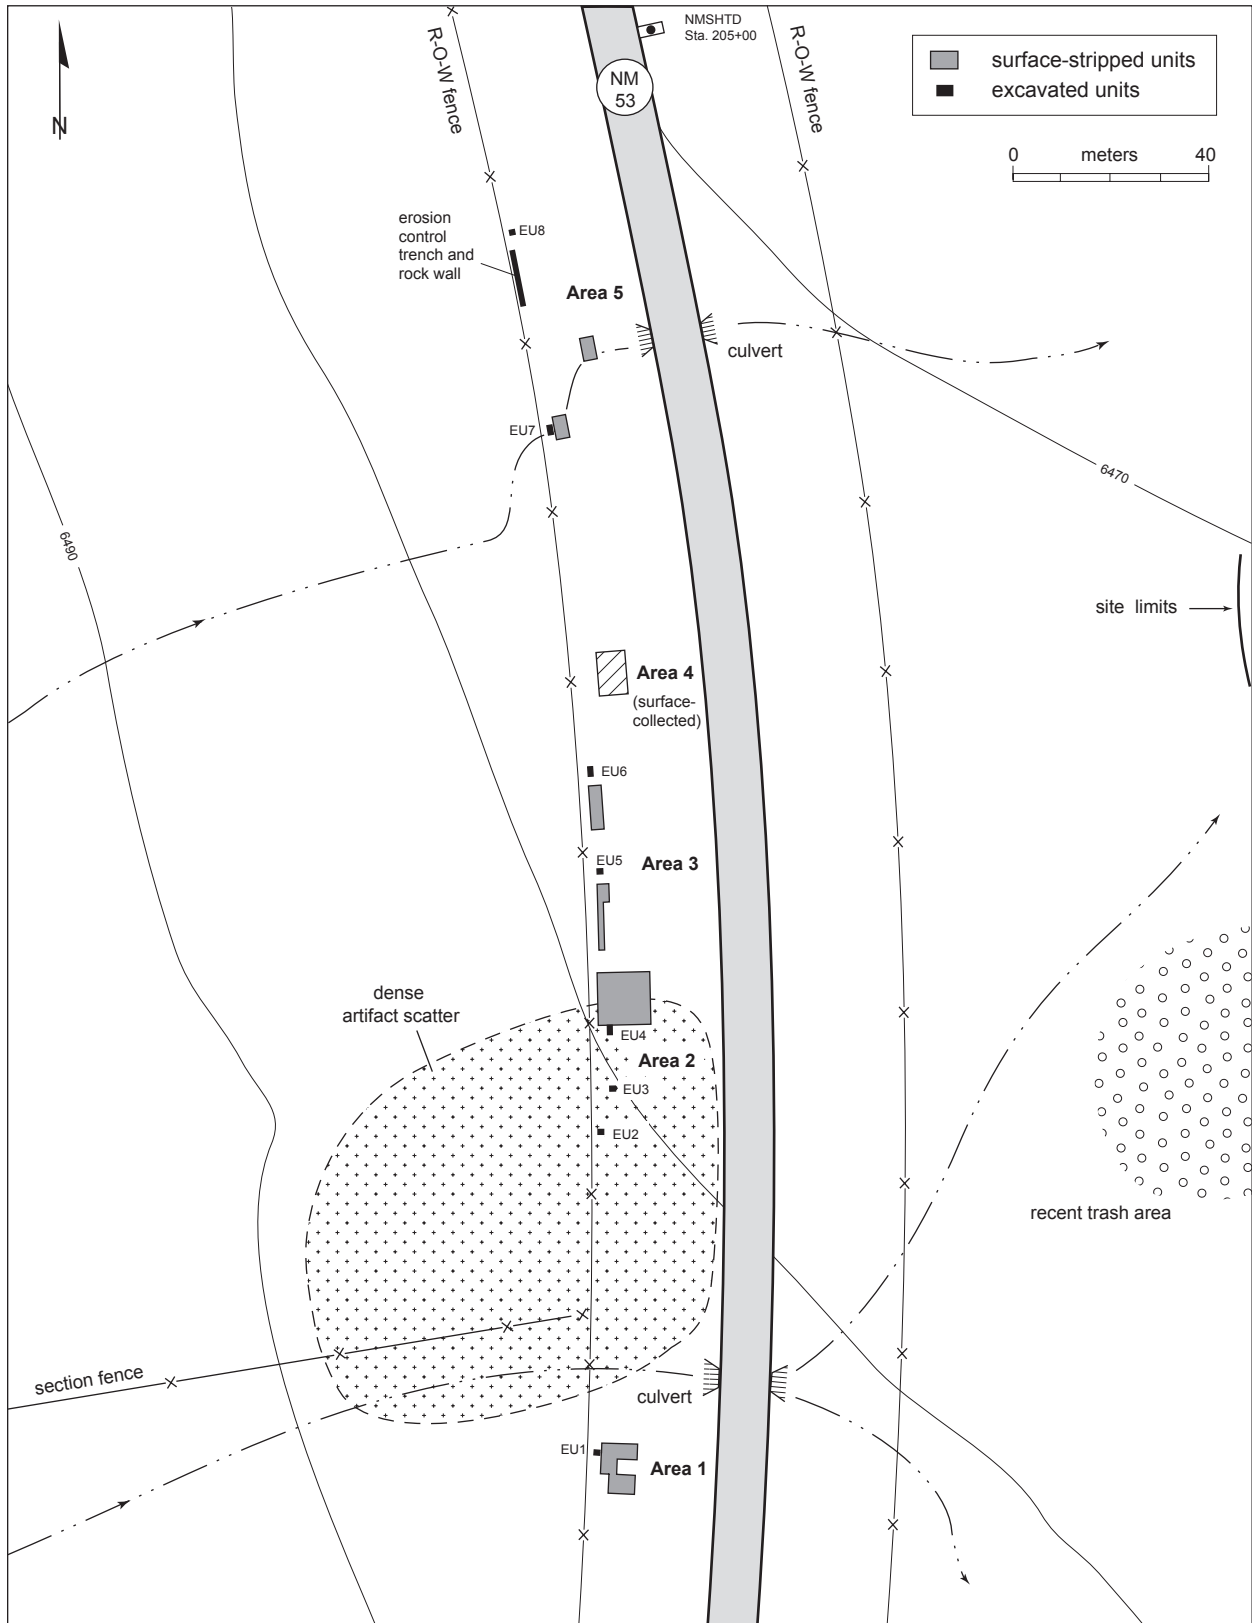 NMSHTD
Sta. 205+00
R-O-W fence
R-O-W fence
NM
53
surface-stripped units
excavated units
0 meters 40
N
erosion
control
trench and
rock wall
EU8
Area 5
culvert
EU7
6470
6490
site limits
Area 4
(surface-
collected)
EU6
EU5
Area 3
dense
artifact scatter
EU4
Area 2
EU3
EU2
recent trash area
section fence
culvert
EU1
Area 1